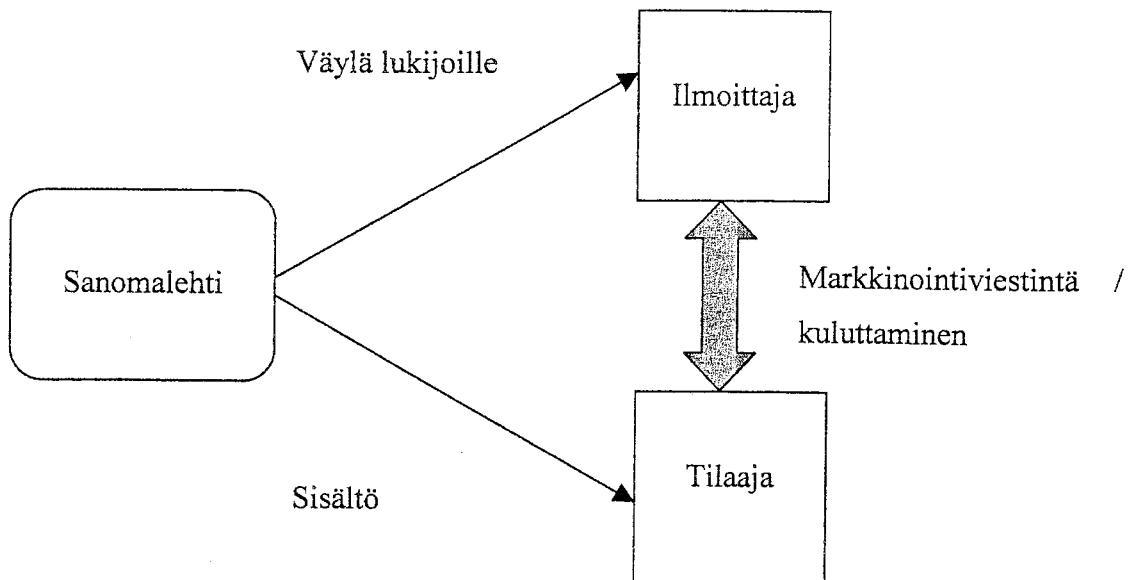 Väylä lukijoille
Ilmoittaja
Sanomalehti
Markkinointiviestintä /
kuluttaminen
Tilaaja
Sisältö